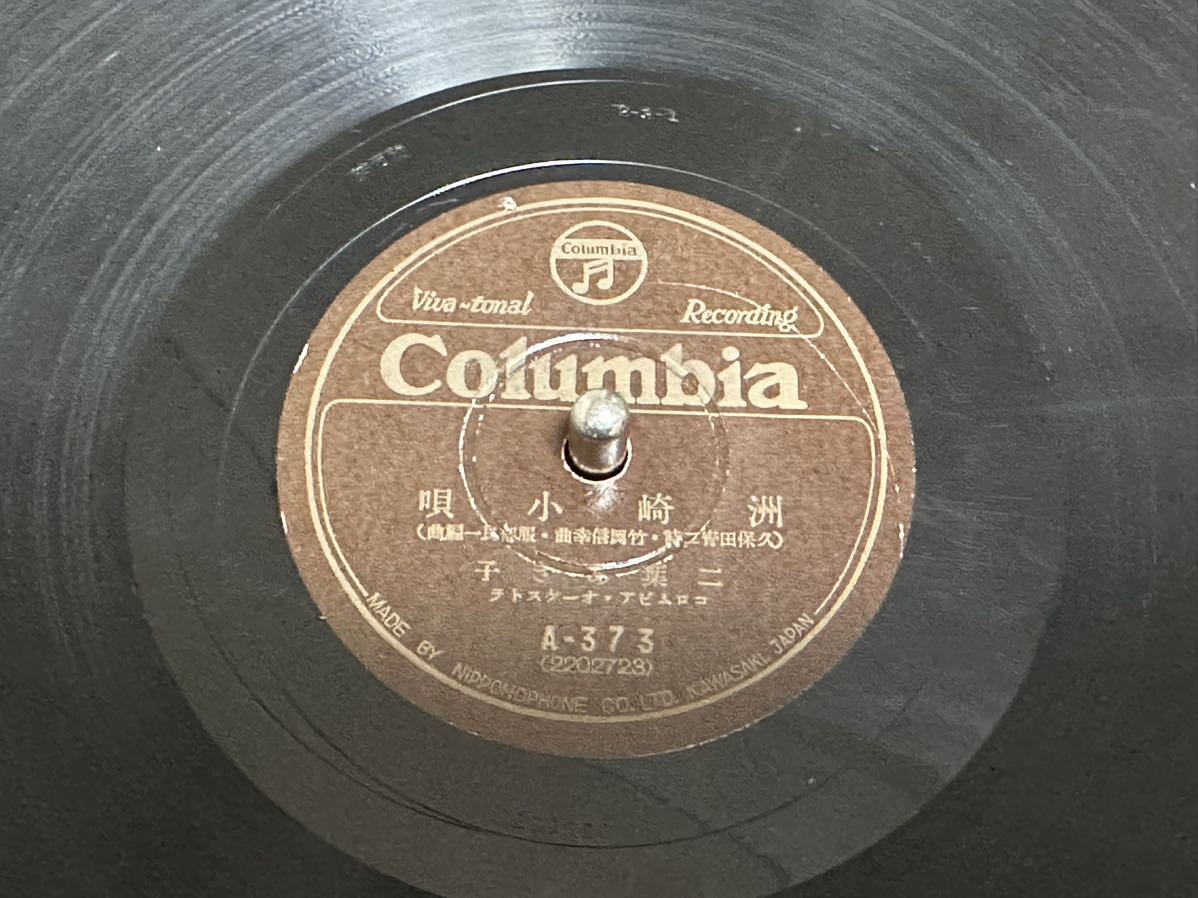 Columbia
Viva-tonal Recording
Columbia
洲崎小唄
(久保田宵二詩・竹岡信幸曲・服部良一編曲)
二葉あき子
コロムビア・オーケストラ
A-373
(2202723)
MADE BY NIPPONOPHONE CO., LTD. KAWASAKI, JAPAN